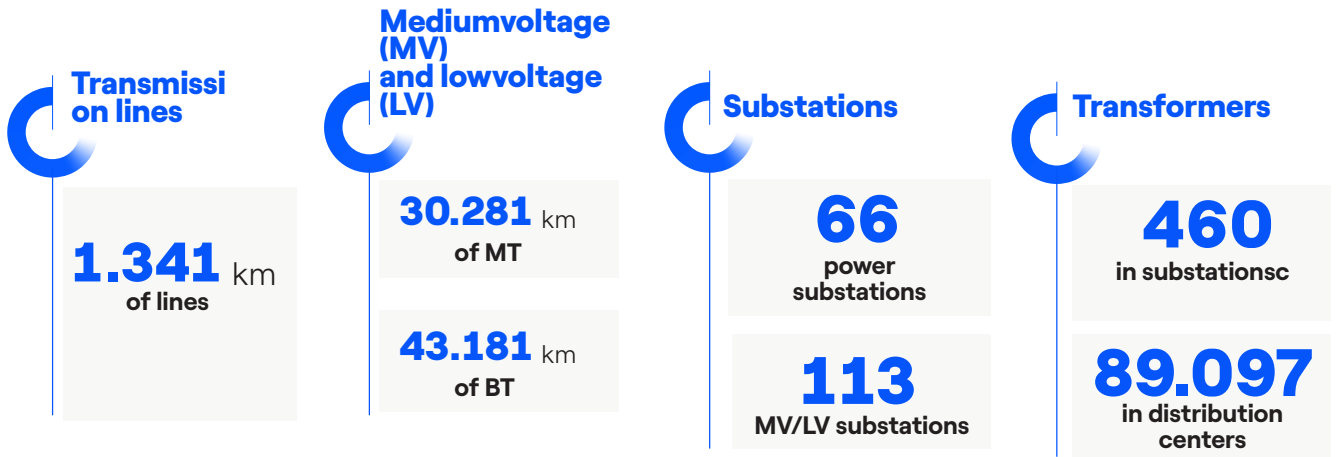 Transmissi
on lines
1.341 km
of lines
Mediumvoltage
(MV)
and lowvoltage
(LV)
30.281 km
of MT
43.181 km
of BT
Substations
66
power
substations
113
MV/LV substations
Transformers
460
in substationsc
89.097
in distribution
centers